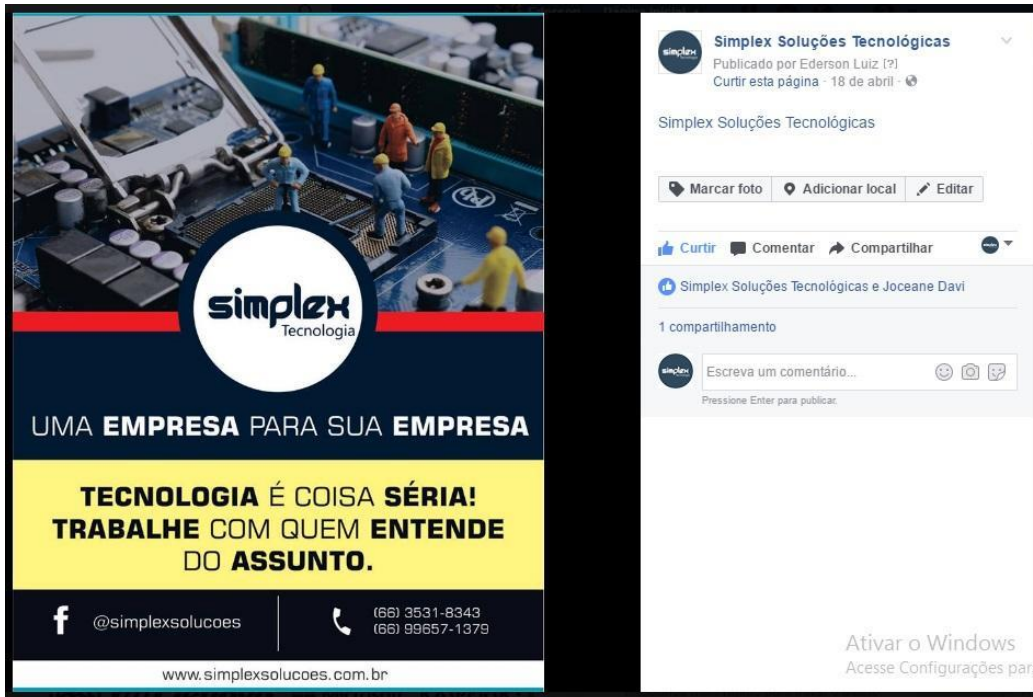 simplex
Tecnologia
UMA EMPRESA PARA SUA EMPRESA
TECNOLOGIA É COISA SÉRIA!
TRABALHE COM QUEM ENTENDE
DO ASSUNTO.
f @simplexsolucoes
(66) 3531-8343
(66) 99657-1379
www.simplexsolucoes.com.br
simplex
Tecnologia
Simplex Soluções Tecnológicas
Publicado por Ederson Luiz [?]
Curtir esta página · 18 de abril ·
Simplex Soluções Tecnológicas
Marcar foto Adicionar local Editar
Curtir Comentar Compartilhar
Simplex Soluções Tecnológicas e Joceane Davi
1 compartilhamento
simplex
Escreva um comentário...
Pressione Enter para publicar.
Ativar o Windows
Acesse Configurações par